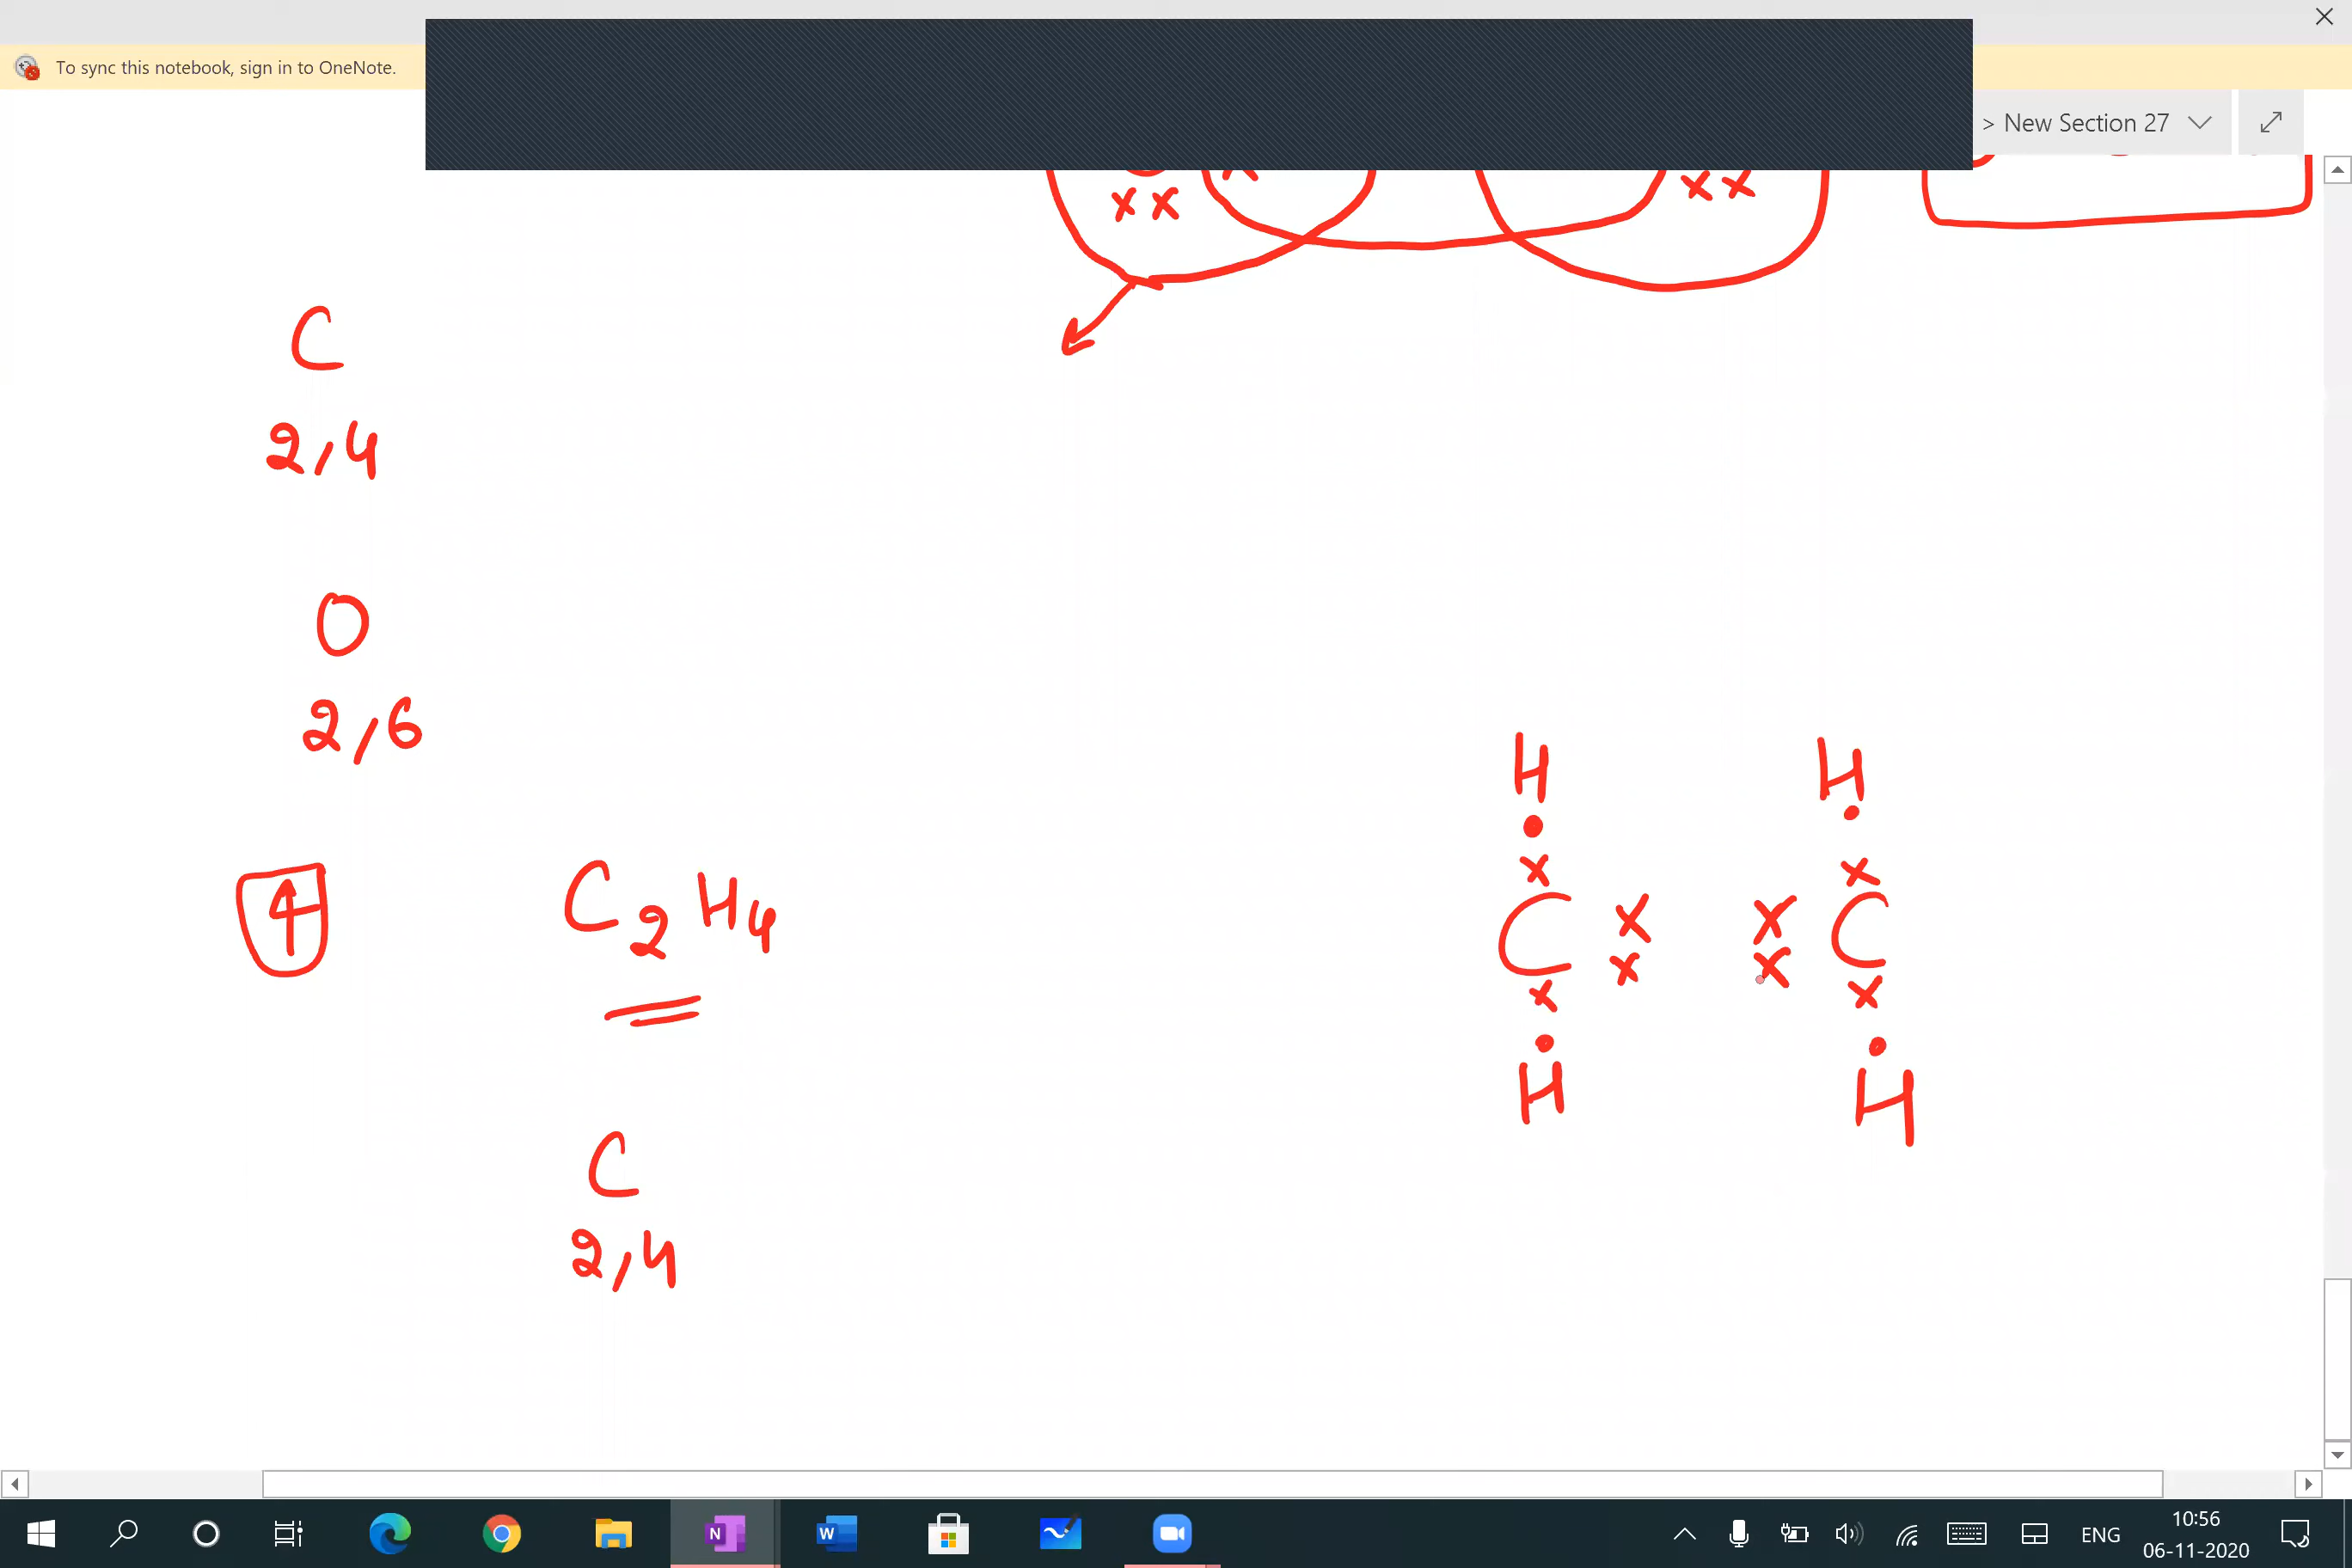 To sync this notebook, sign in to OneNote.
> New Section 27
x x
x x
C
2,4
O
2,6
4
C2H4
H H
• •
x x
C x x C
x x
x x
• •
H H
C
2,4
N
W
ENG
10:56
06-11-2020